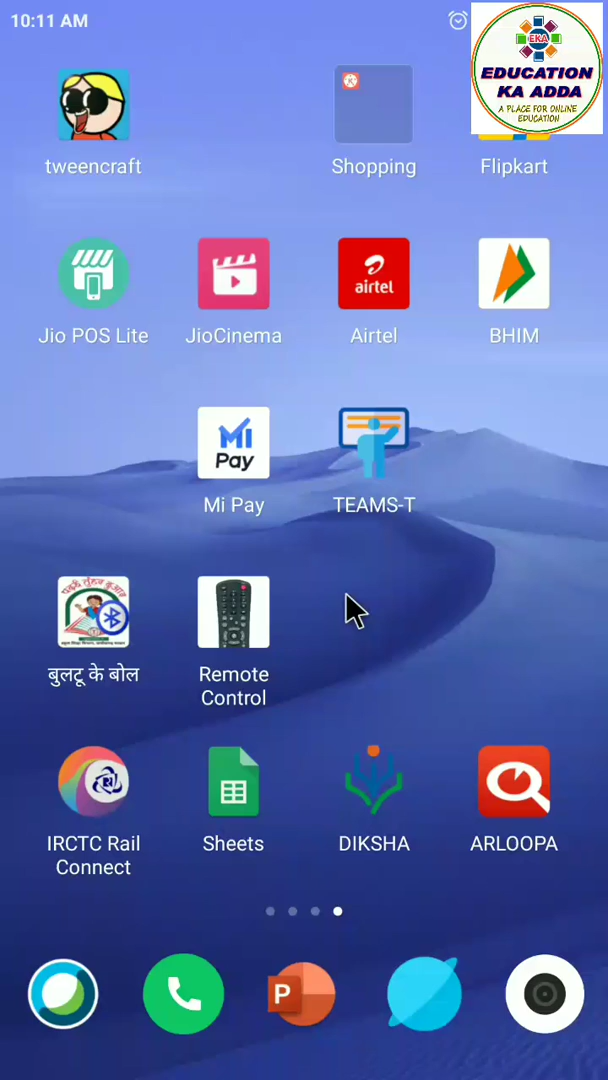 10:11 AM
EKA
EDUCATION
KA ADDA
A PLACE FOR ONLINE
EDUCATION
tweencraft
Shopping
Flipkart
airtel
Jio POS Lite
JioCinema
Airtel
BHIM
Pay
Mi Pay
TEAMS-T
बुलटू के बोल
Remote
Control
IRCTC Rail
Connect
Sheets
DIKSHA
ARLOOPA
P